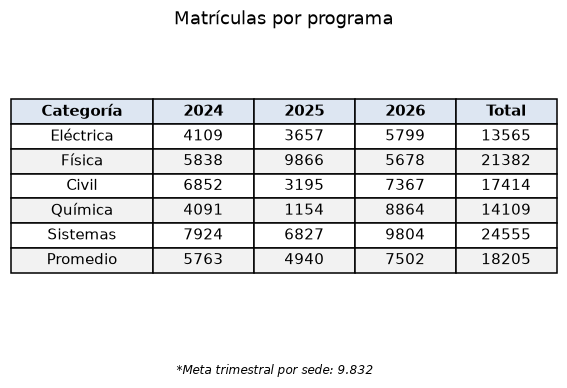 Matrículas por programa
Categoría 2024 2025 2026 Total
Eléctrica 4109 3657 5799 13565
Física 5838 9866 5678 21382
Civil 6852 3195 7367 17414
Química 4091 1154 8864 14109
Sistemas 7924 6827 9804 24555
Promedio 5763 4940 7502 18205
*Meta trimestral por sede: 9.832